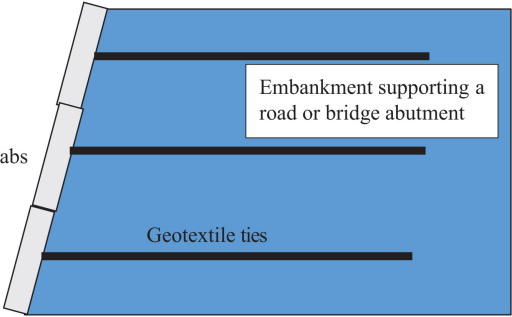 Embankment supporting a
road or bridge abutment
abs
Geotextile ties